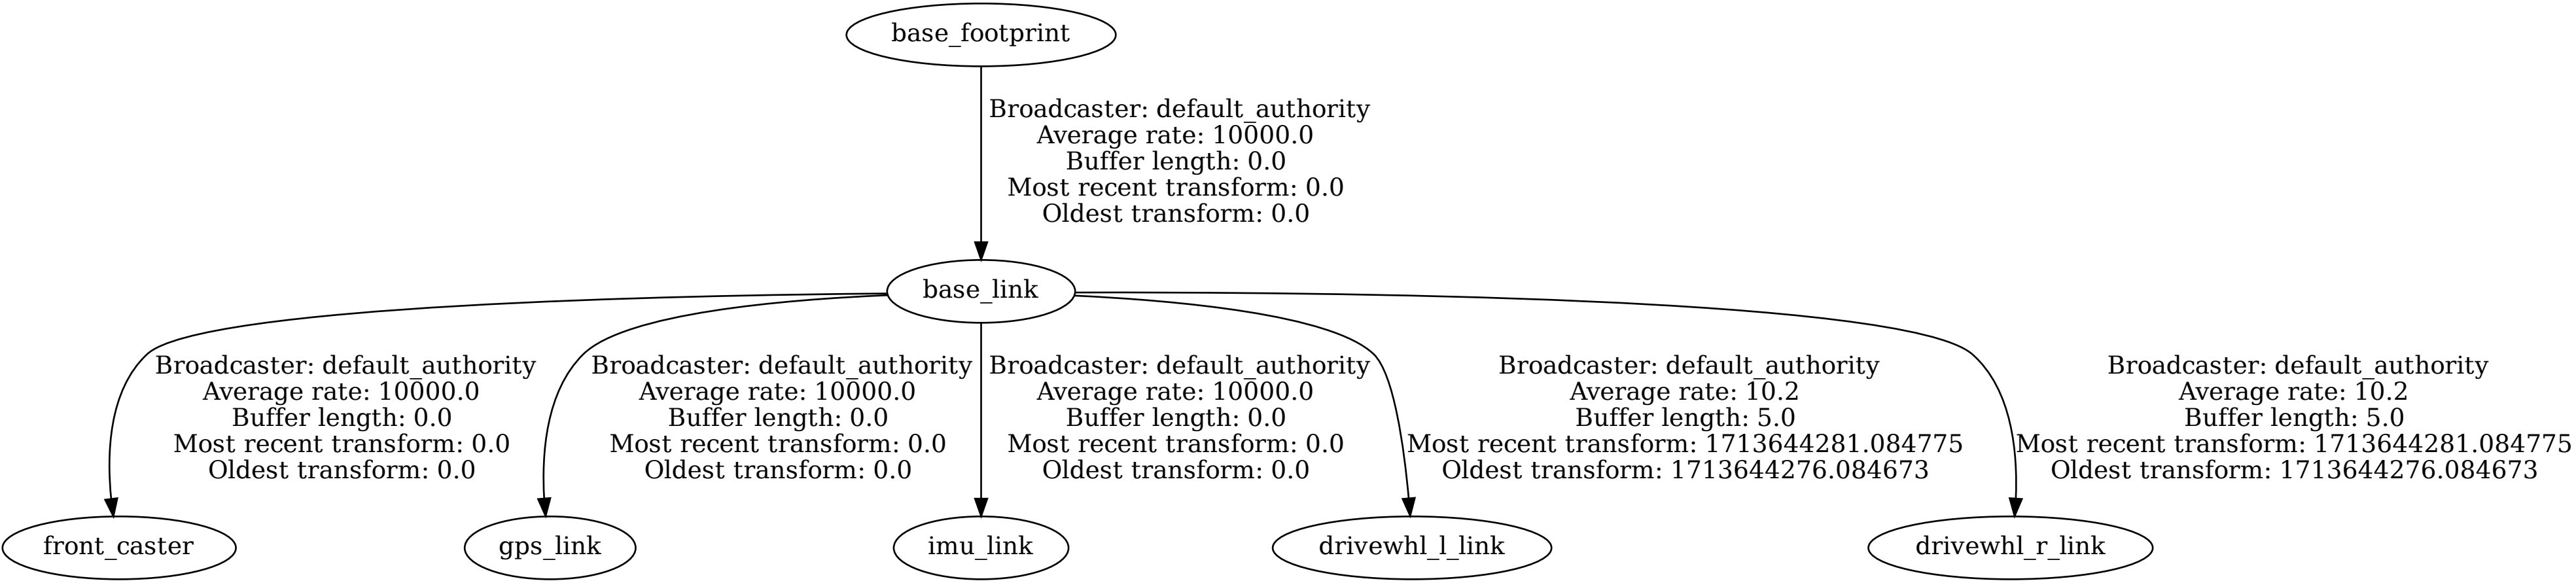 base_footprint
Broadcaster: default_authority
Average rate: 10000.0
Buffer length: 0.0
Most recent transform: 0.0
Oldest transform: 0.0
base_link
Broadcaster: default_authority
Average rate: 10000.0
Buffer length: 0.0
Most recent transform: 0.0
Oldest transform: 0.0
Broadcaster: default_authority
Average rate: 10000.0
Buffer length: 0.0
Most recent transform: 0.0
Oldest transform: 0.0
Broadcaster: default_authority
Average rate: 10000.0
Buffer length: 0.0
Most recent transform: 0.0
Oldest transform: 0.0
Broadcaster: default_authority
Average rate: 10.2
Buffer length: 5.0
Most recent transform: 1713644281.084775
Oldest transform: 1713644276.084673
Broadcaster: default_authority
Average rate: 10.2
Buffer length: 5.0
Most recent transform: 1713644281.084775
Oldest transform: 1713644276.084673
front_caster
gps_link
imu_link
drivewhl_l_link
drivewhl_r_link